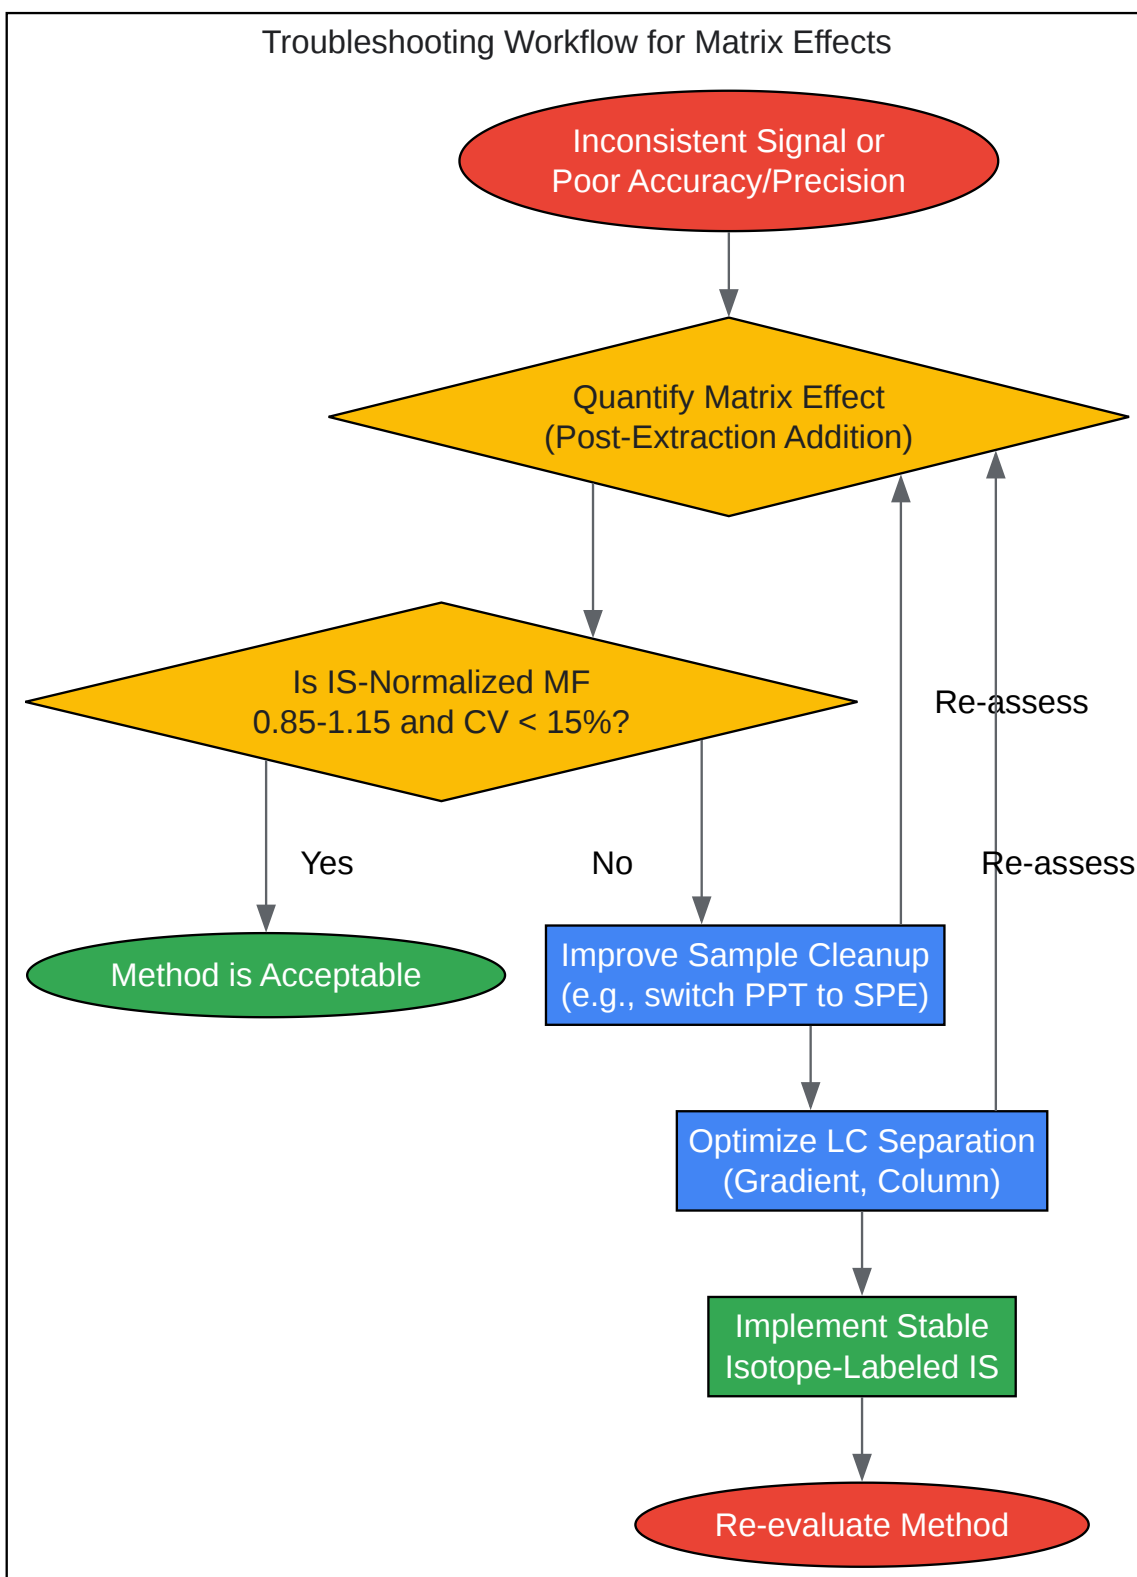 Troubleshooting Workflow for Matrix Effects
Inconsistent Signal or
Poor Accuracy/Precision
Quantify Matrix Effect
(Post-Extraction Addition)
Is IS-Normalized MF
0.85-1.15 and CV < 15%?
Re-assess
Yes
No
Re-assess
Method is Acceptable
Improve Sample Cleanup
(e.g., switch PPT to SPE)
Optimize LC Separation
(Gradient, Column)
Implement Stable
Isotope-Labeled IS
Re-evaluate Method